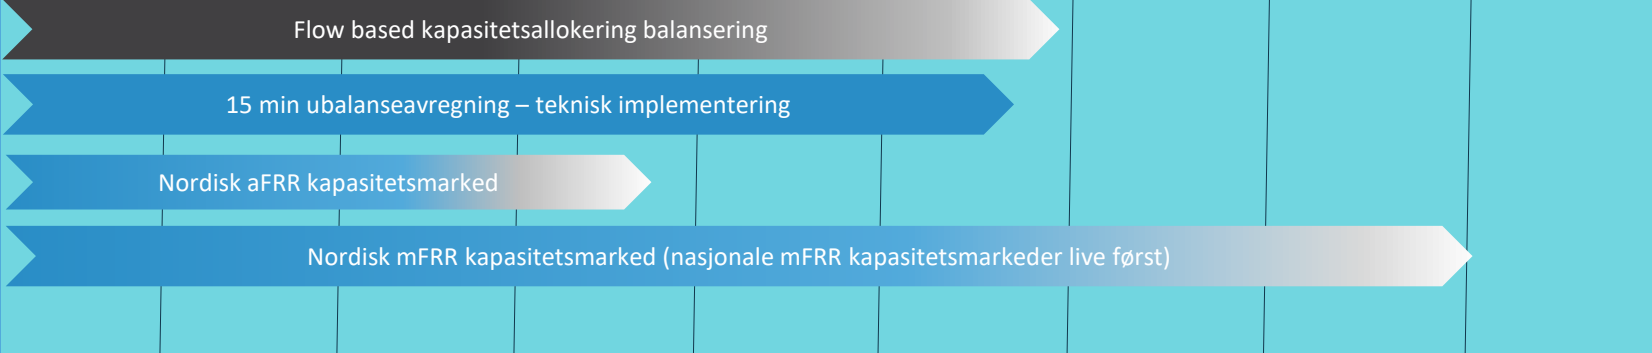 Flow based kapasitetsallokering balansering
15 min ubalanseavregning – teknisk implementering
Nordisk aFRR kapasitetsmarked
Nordisk mFRR kapasitetsmarked (nasjonale mFRR kapasitetsmarkeder live først)